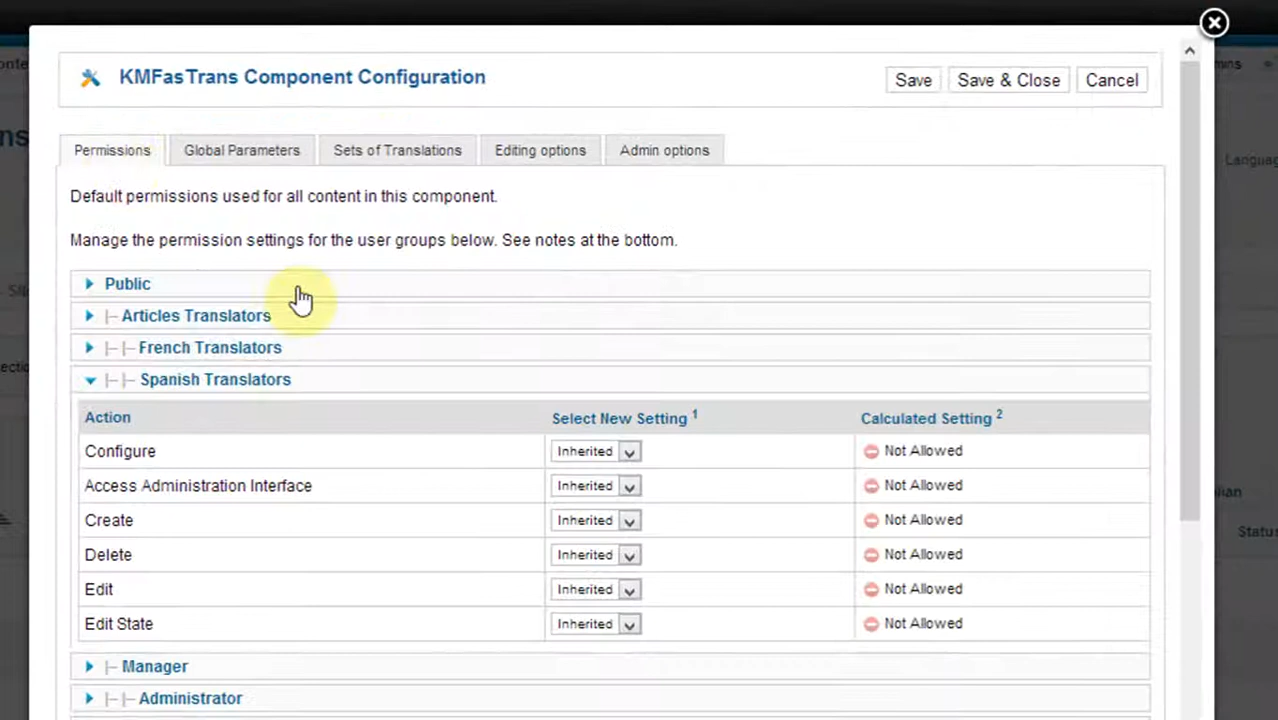 KMFasTrans Component Configuration
Save Save & Close Cancel
Permissions Global Parameters Sets of Translations Editing options Admin options
Default permissions used for all content in this component.
Manage the permission settings for the user groups below. See notes at the bottom.
Public
|– Articles Translators
|– |– French Translators
|– |– Spanish Translators
Action Select New Setting 1 Calculated Setting 2
Configure Inherited Not Allowed
Access Administration Interface Inherited Not Allowed
Create Inherited Not Allowed
Delete Inherited Not Allowed
Edit Inherited Not Allowed
Edit State Inherited Not Allowed
|– Manager
|– |– Administrator